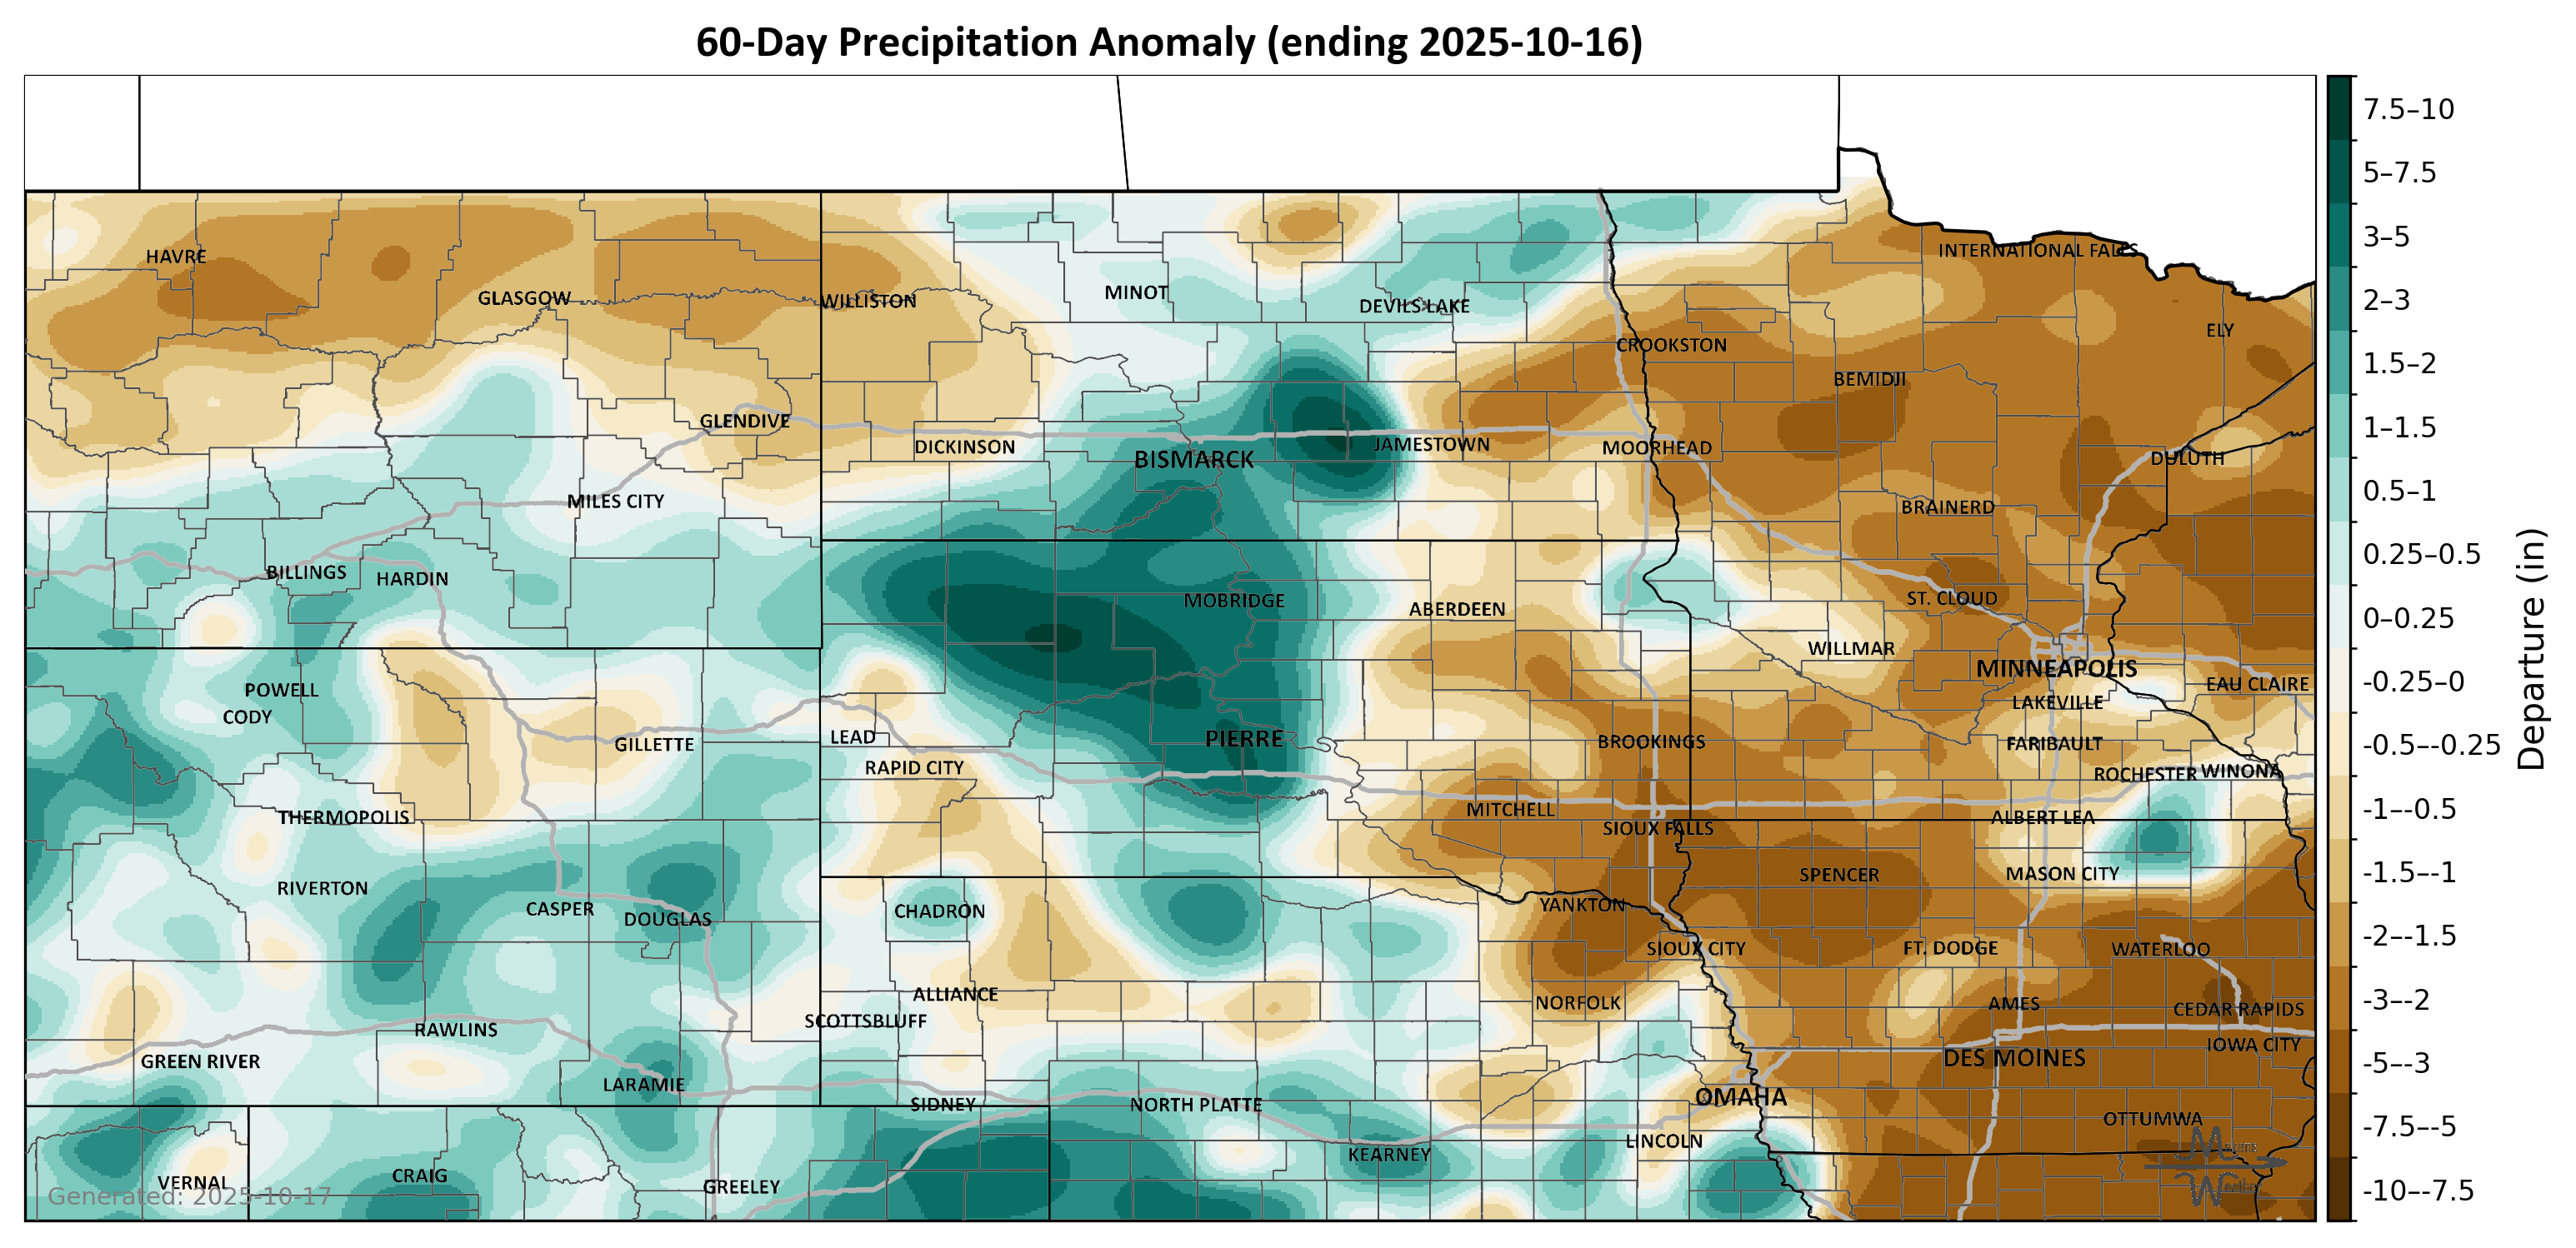 60-Day Precipitation Anomaly (ending 2025-10-16)
7.5–10
5–7.5
3–5
2–3
1.5–2
1–1.5
0.5–1
0.25–0.5
0–0.25
-0.25–0
-0.5–-0.25
-1–-0.5
-1.5–-1
-2–-1.5
-3–-2
-5–-3
-7.5–-5
-10–-7.5
Departure (in)
INTERNATIONAL FALLS
HAVRE
GLASGOW
WILLISTON
MINOT
DEVILS LAKE
ELY
CROOKSTON
BEMIDJI
GLENDIVE
DICKINSON
BISMARCK
JAMESTOWN
MOORHEAD
DULUTH
MILES CITY
BRAINERD
BILLINGS
HARDIN
MOBRIDGE
ABERDEEN
ST. CLOUD
WILLMAR
MINNEAPOLIS
EAU CLAIRE
POWELL
CODY
LAKEVILLE
GILLETTE
LEAD
PIERRE
BROOKINGS
FARIBAULT
RAPID CITY
ROCHESTER
WINONA
THERMOPOLIS
MITCHELL
SIOUX FALLS
ALBERT LEA
RIVERTON
SPENCER
MASON CITY
CASPER
DOUGLAS
CHADRON
YANKTON
SIOUX CITY
FT. DODGE
WATERLOO
ALLIANCE
NORFOLK
AMES
CEDAR RAPIDS
SCOTTSBLUFF
RAWLINS
GREEN RIVER
DES MOINES
IOWA CITY
LARAMIE
SIDNEY
NORTH PLATTE
OMAHA
OTTUMWA
LINCOLN
KEARNEY
VERNAL
CRAIG
GREELEY
Generated: 2025-10-17